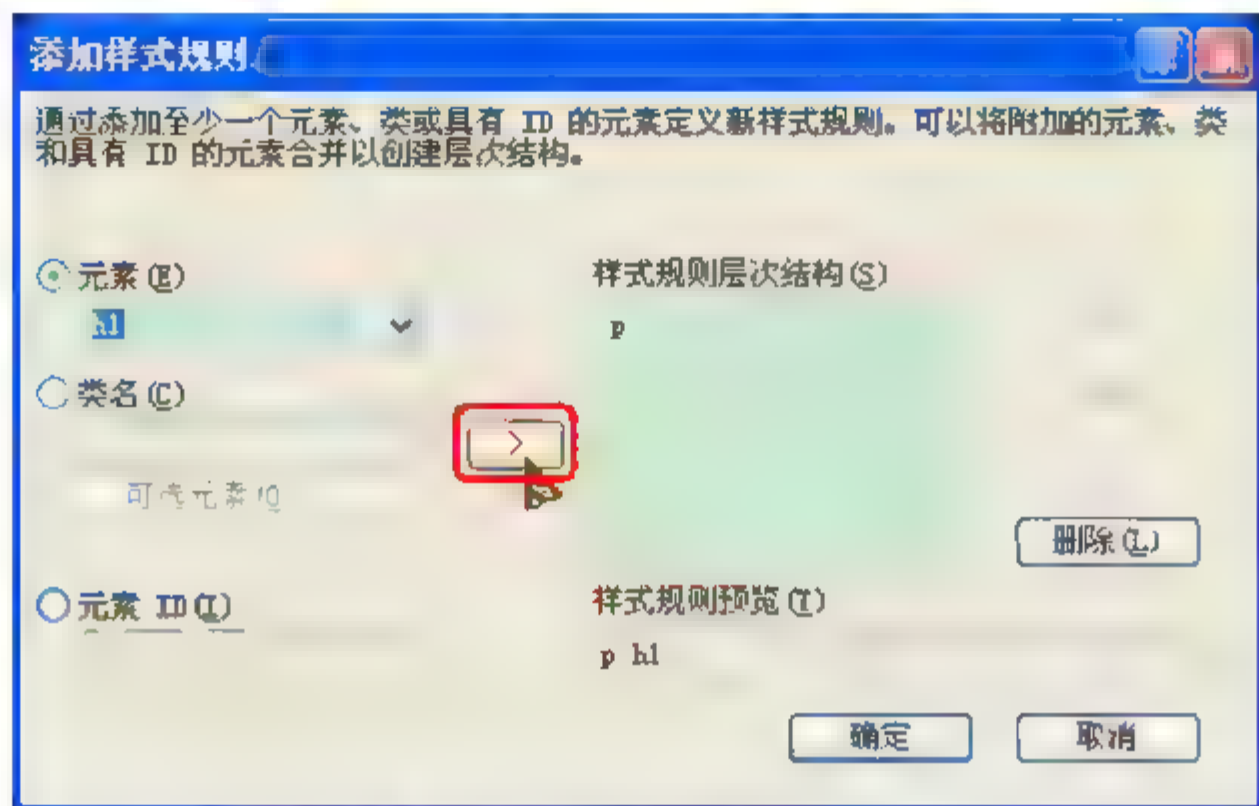 添加样式规则
通过添加至少一个元素、类或具有 ID 的元素定义新样式规则。可以将附加的元素、类
和具有 ID 的元素合并以创建层次结构。
元素(E)
样式规则层次结构(S)
h1
p
类名(C)
>
可选元素(O)
删除(L)
元素 ID(I)
样式规则预览(T)
p h1
确定
取消